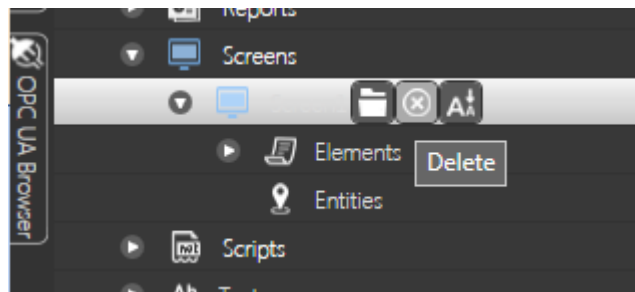 Reports
Screens
OPC UA Browser
Elements
Delete
Entities
Scripts